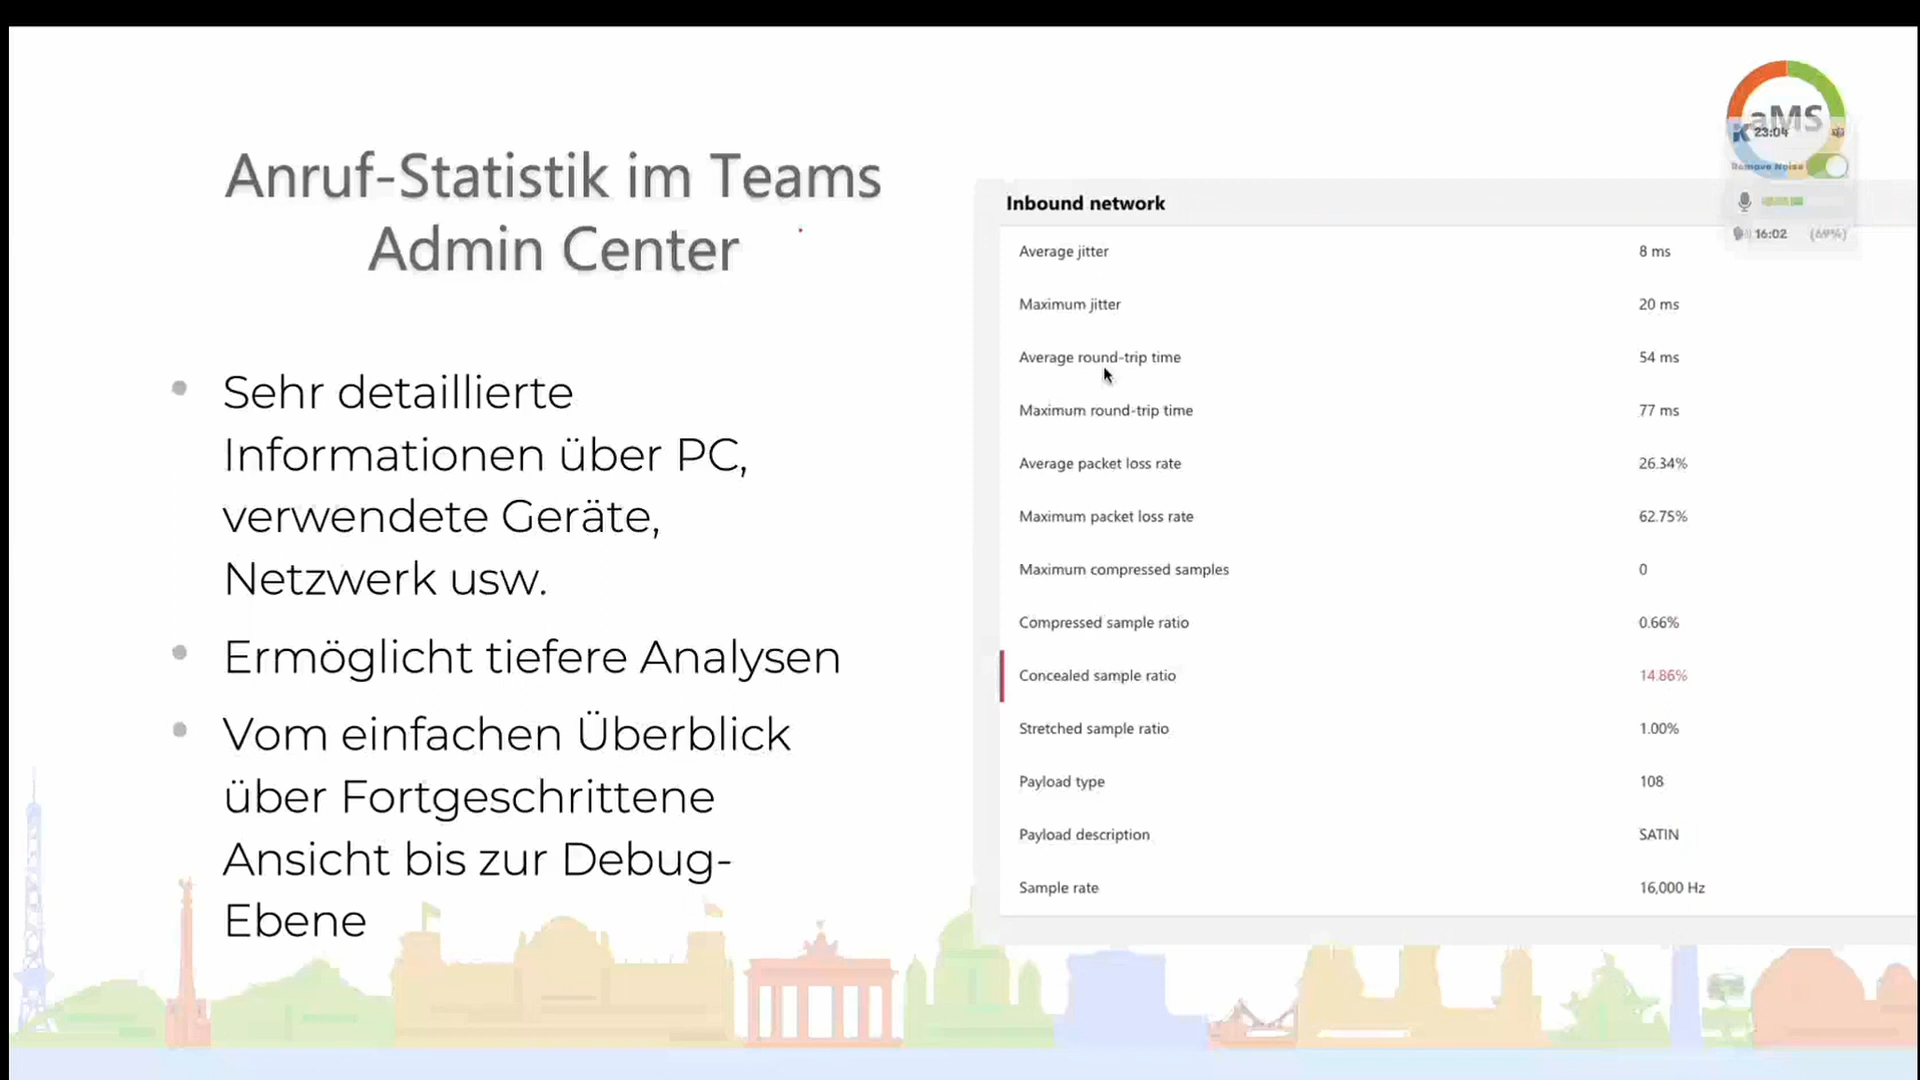 Anruf-Statistik im Teams
Admin Center
Sehr detaillierte
Informationen über PC,
verwendete Geräte,
Netzwerk usw.
Ermöglicht tiefere Analysen
Vom einfachen Überblick
über Fortgeschrittene
Ansicht bis zur Debug-
Ebene
aMS
23:04
Remove Noise
16:02 (69%)
Inbound network
Average jitter 8 ms
Maximum jitter 20 ms
Average round-trip time 54 ms
Maximum round-trip time 77 ms
Average packet loss rate 26.34%
Maximum packet loss rate 62.75%
Maximum compressed samples 0
Compressed sample ratio 0.66%
Concealed sample ratio 14.86%
Stretched sample ratio 1.00%
Payload type 108
Payload description SATIN
Sample rate 16,000 Hz